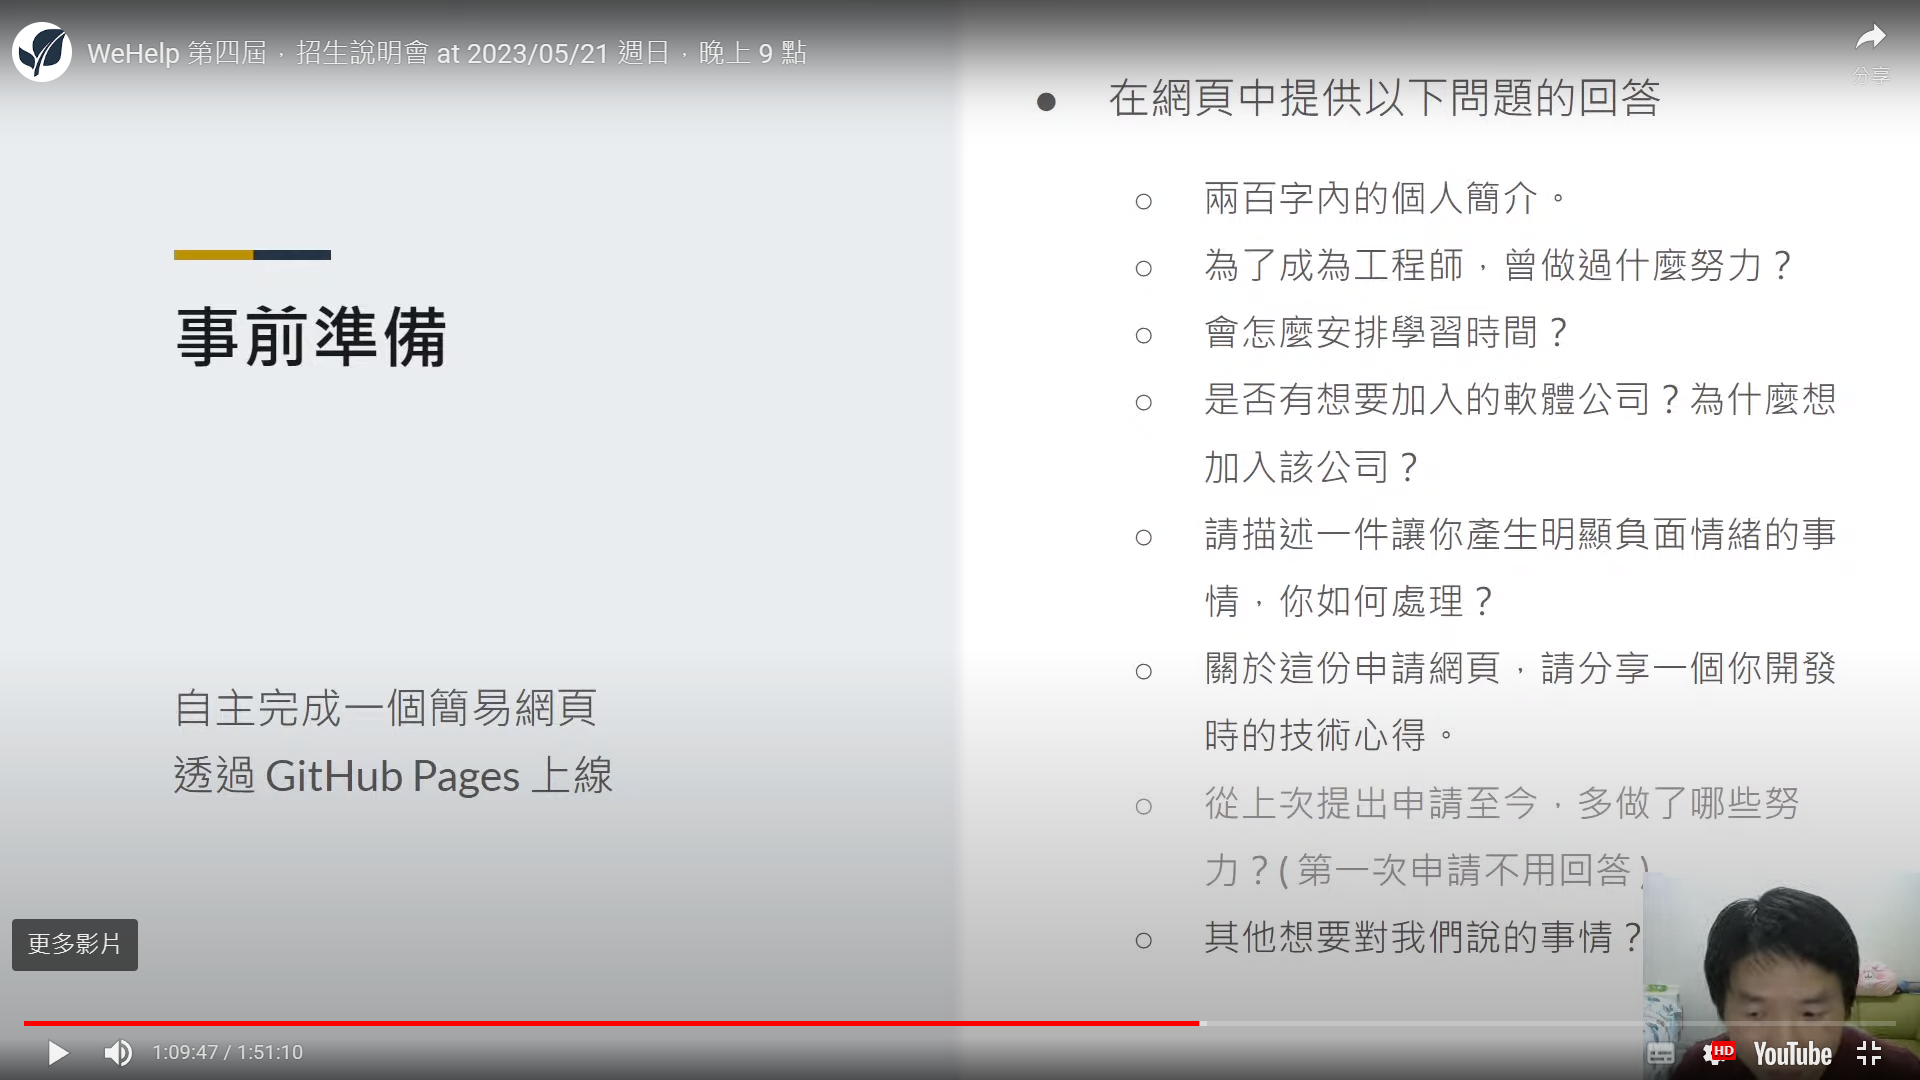 WeHelp 第四屆，招生說明會 at 2023/05/21 週日，晚上 9 點
分享
事前準備
自主完成一個簡易網頁
透過 GitHub Pages 上線
● 在網頁中提供以下問題的回答
○ 兩百字內的個人簡介。
○ 為了成為工程師，曾做過什麼努力？
○ 會怎麼安排學習時間？
○ 是否有想要加入的軟體公司？為什麼想
加入該公司？
○ 請描述一件讓你產生明顯負面情緒的事
情，你如何處理？
○ 關於這份申請網頁，請分享一個你開發
時的技術心得。
○ 從上次提出申請至今，多做了哪些努
力？(第一次申請不用回答)
○ 其他想要對我們說的事情？
更多影片
1:09:47 / 1:51:10
HD
YouTube